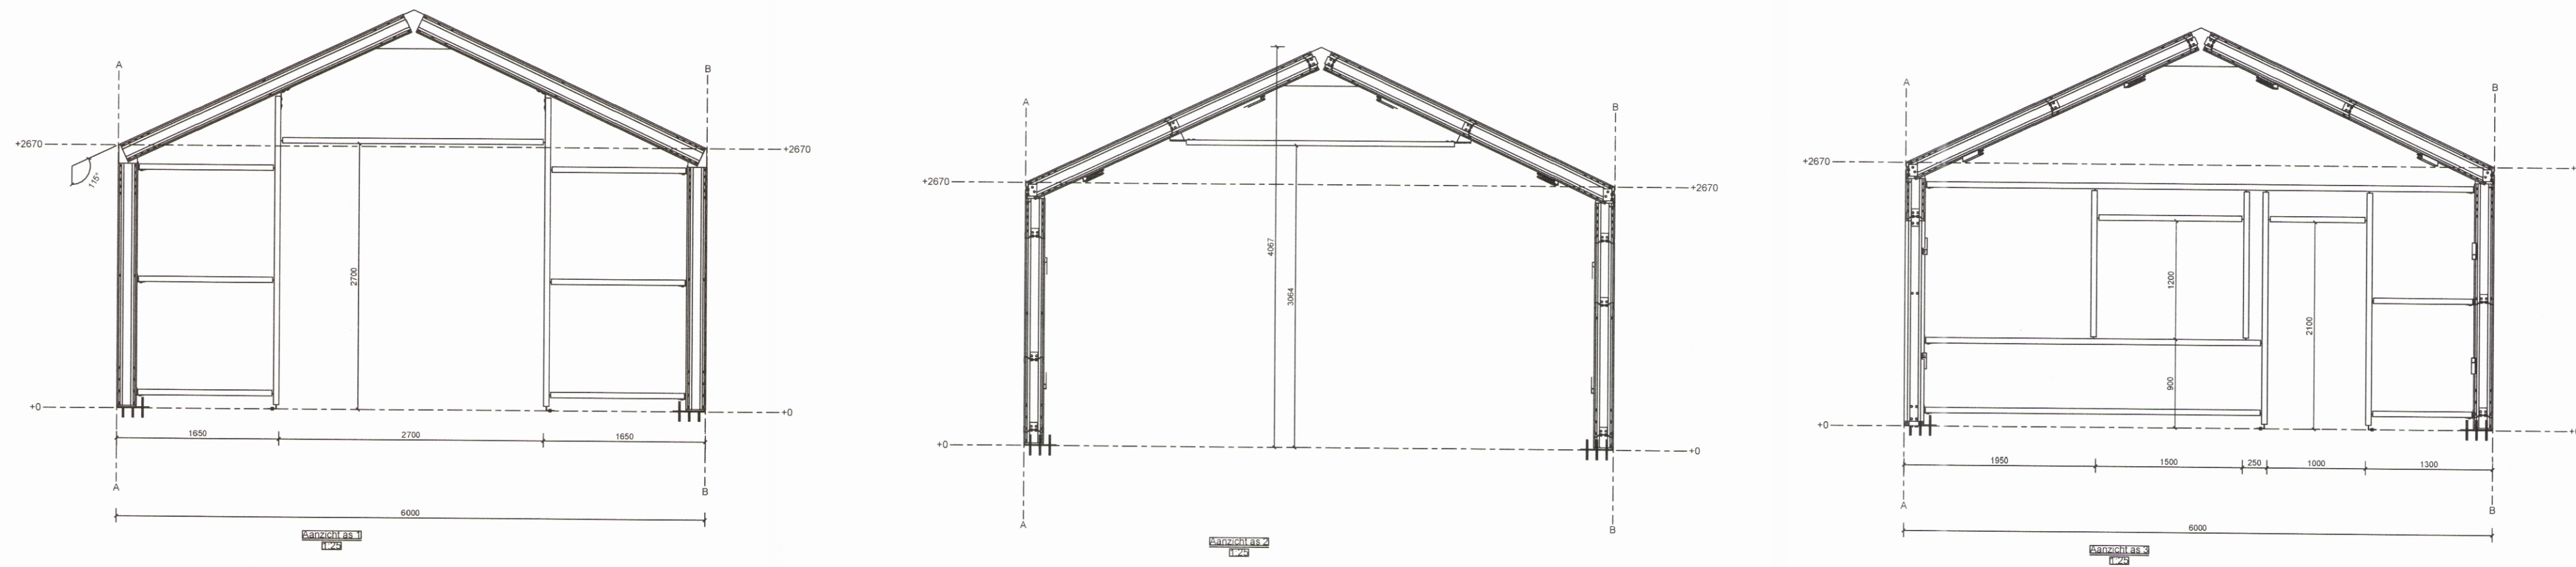 A
B
+2670
+2670
115°
2700
+0
+0
1650
2700
1650
A
B
6000
Aanzicht as 1
1:25
A
B
+2670
+2670
4067
3064
+0
+0
A
B
Aanzicht as 2
1:25
A
B
+2670
1200
2100
900
+0
1950
1500
250
1000
1300
A
B
6000
Aanzicht as 3
1:25